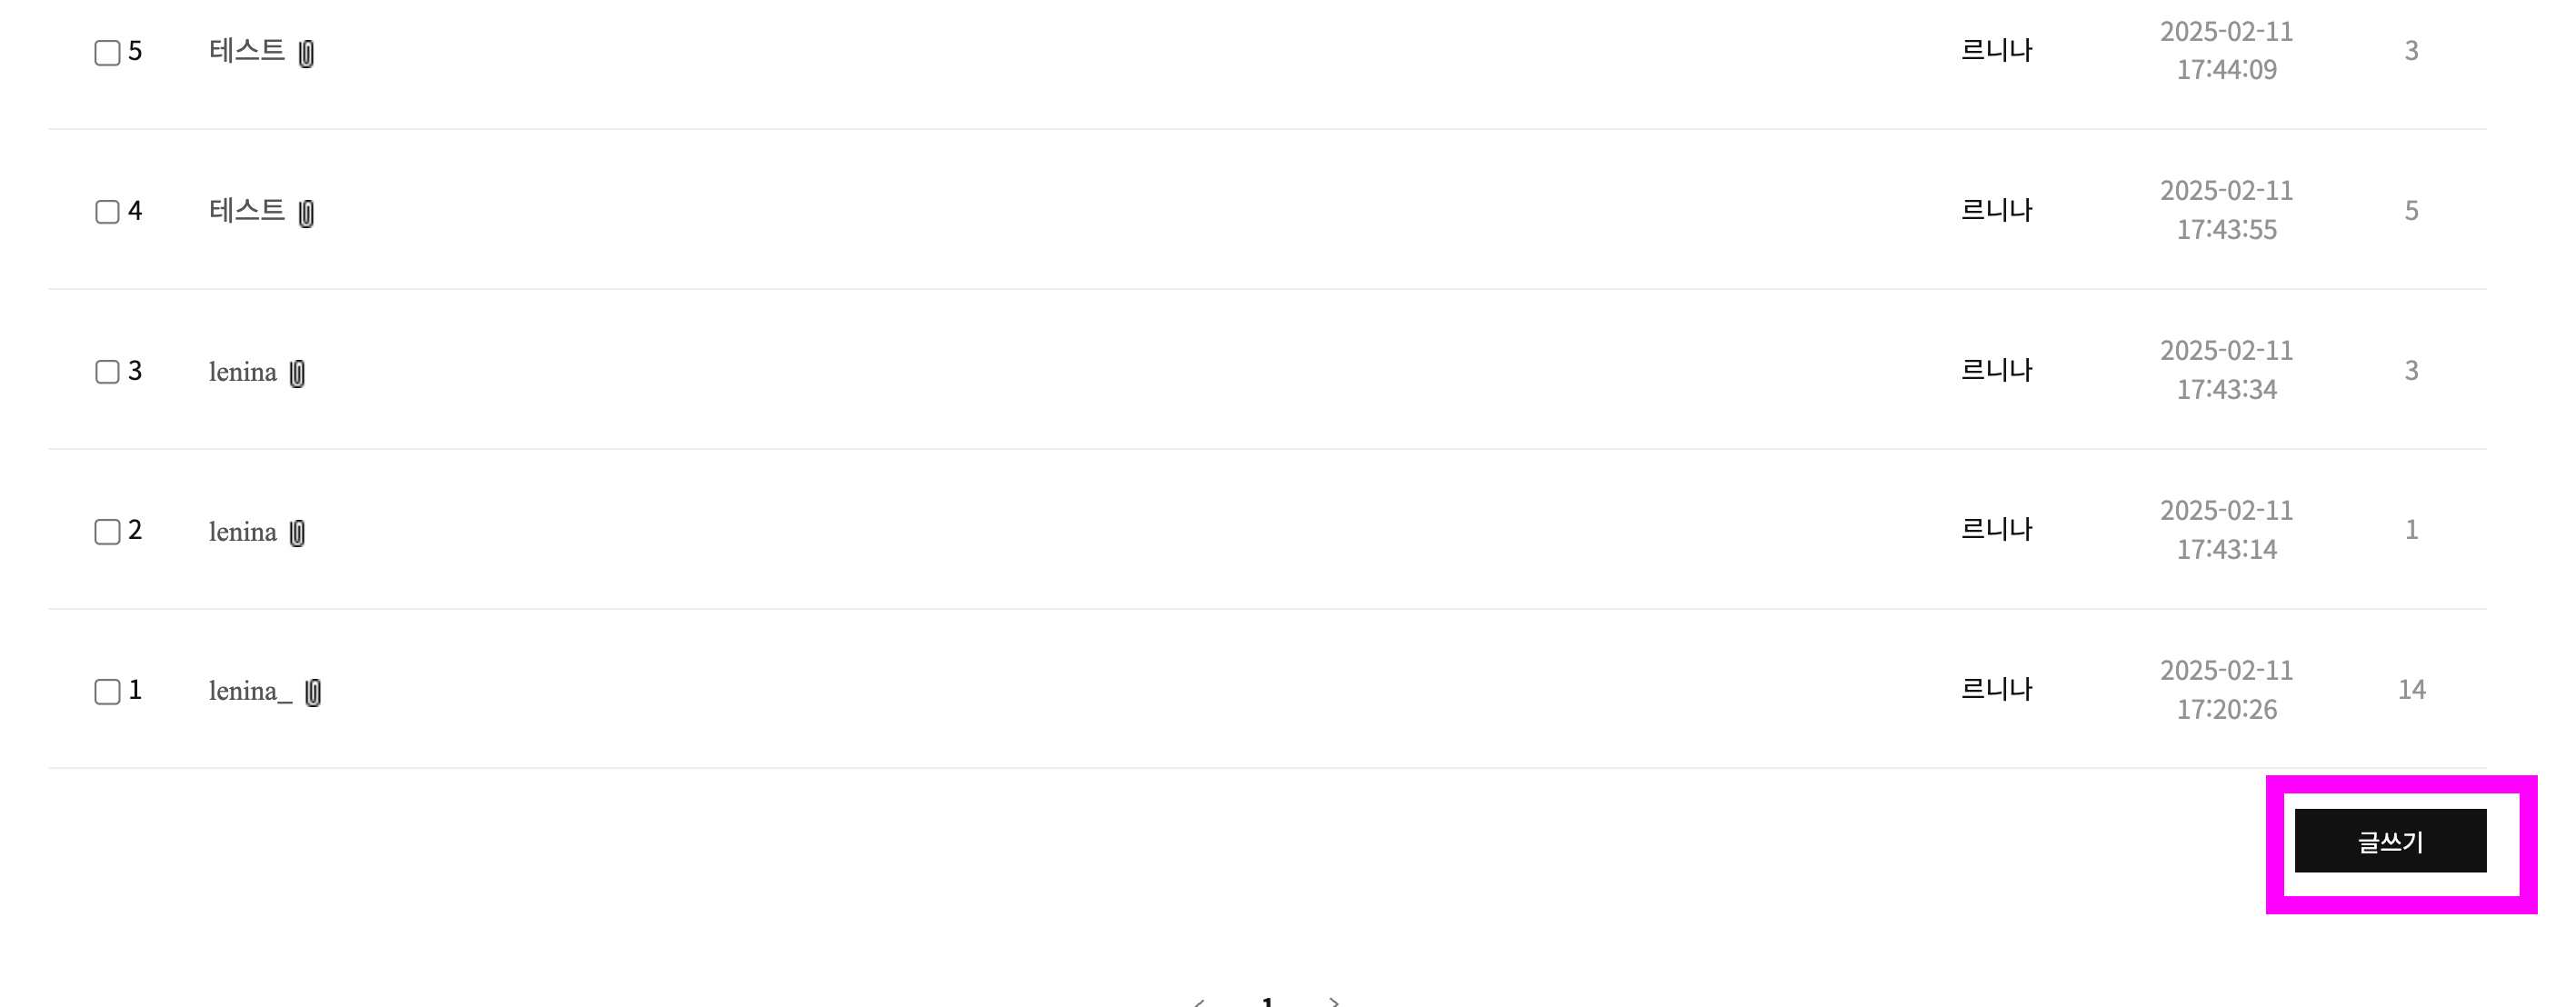 5 테스트 르니나 2025-02-11 17:44:09 3
4 테스트 르니나 2025-02-11 17:43:55 5
3 lenina 르니나 2025-02-11 17:43:34 3
2 lenina 르니나 2025-02-11 17:43:14 1
1 lenina_ 르니나 2025-02-11 17:20:26 14
글쓰기
< 1 >